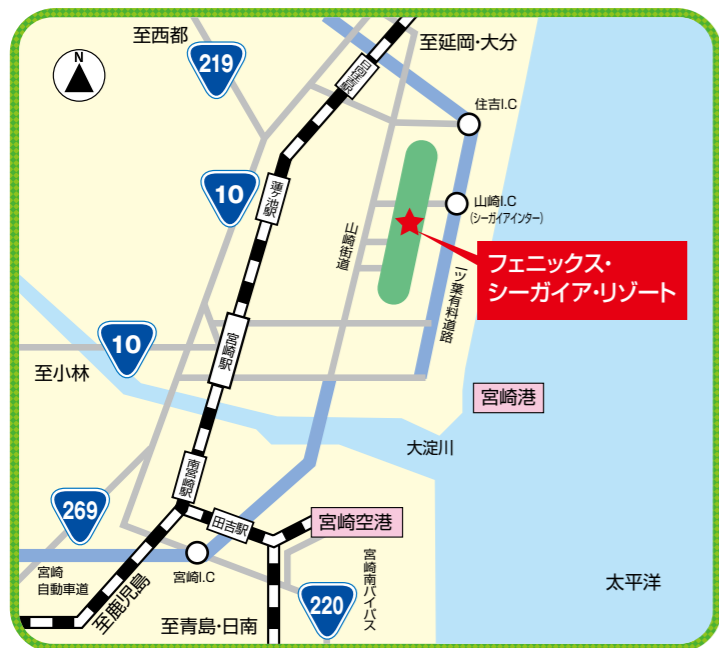 至西都
至延岡・大分
N
219
日向住吉駅
住吉I.C
10
蓮ヶ池駅
山崎I.C
(シーガイアインター)
山崎街道
フェニックス・
シーガイア・リゾート
一ツ葉有料道路
10
宮崎駅
至小林
宮崎港
大淀川
南宮崎駅
269
田吉駅
宮崎空港
宮崎
自動車道
宮崎I.C
至鹿児島
宮崎南バイパス
220
太平洋
至青島・日南